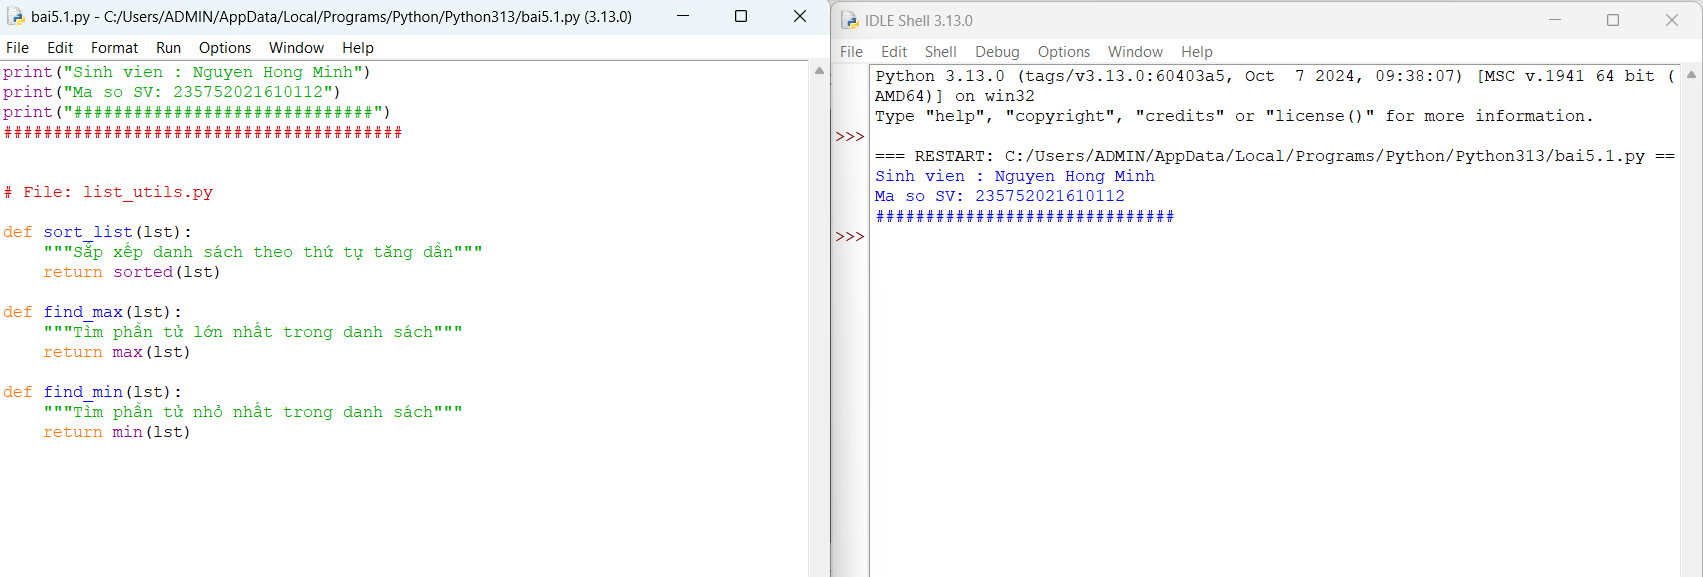 bai5.1.py - C:/Users/ADMIN/AppData/Local/Programs/Python/Python313/bai5.1.py (3.13.0)
File Edit Format Run Options Window Help
print("Sinh vien : Nguyen Hong Minh")
print("Ma so SV: 235752021610112")
print("##############################")
########################################
# File: list_utils.py
def sort_list(lst):
"""Sắp xếp danh sách theo thứ tự tăng dần"""
return sorted(lst)
def find_max(lst):
"""Tìm phần tử lớn nhất trong danh sách"""
return max(lst)
def find_min(lst):
"""Tìm phần tử nhỏ nhất trong danh sách"""
return min(lst)
IDLE Shell 3.13.0
File Edit Shell Debug Options Window Help
Python 3.13.0 (tags/v3.13.0:60403a5, Oct  7 2024, 09:38:07) [MSC v.1941 64 bit (
AMD64)] on win32
Type "help", "copyright", "credits" or "license()" for more information.
>>>
=== RESTART: C:/Users/ADMIN/AppData/Local/Programs/Python/Python313/bai5.1.py ==
Sinh vien : Nguyen Hong Minh
Ma so SV: 235752021610112
##############################
>>>